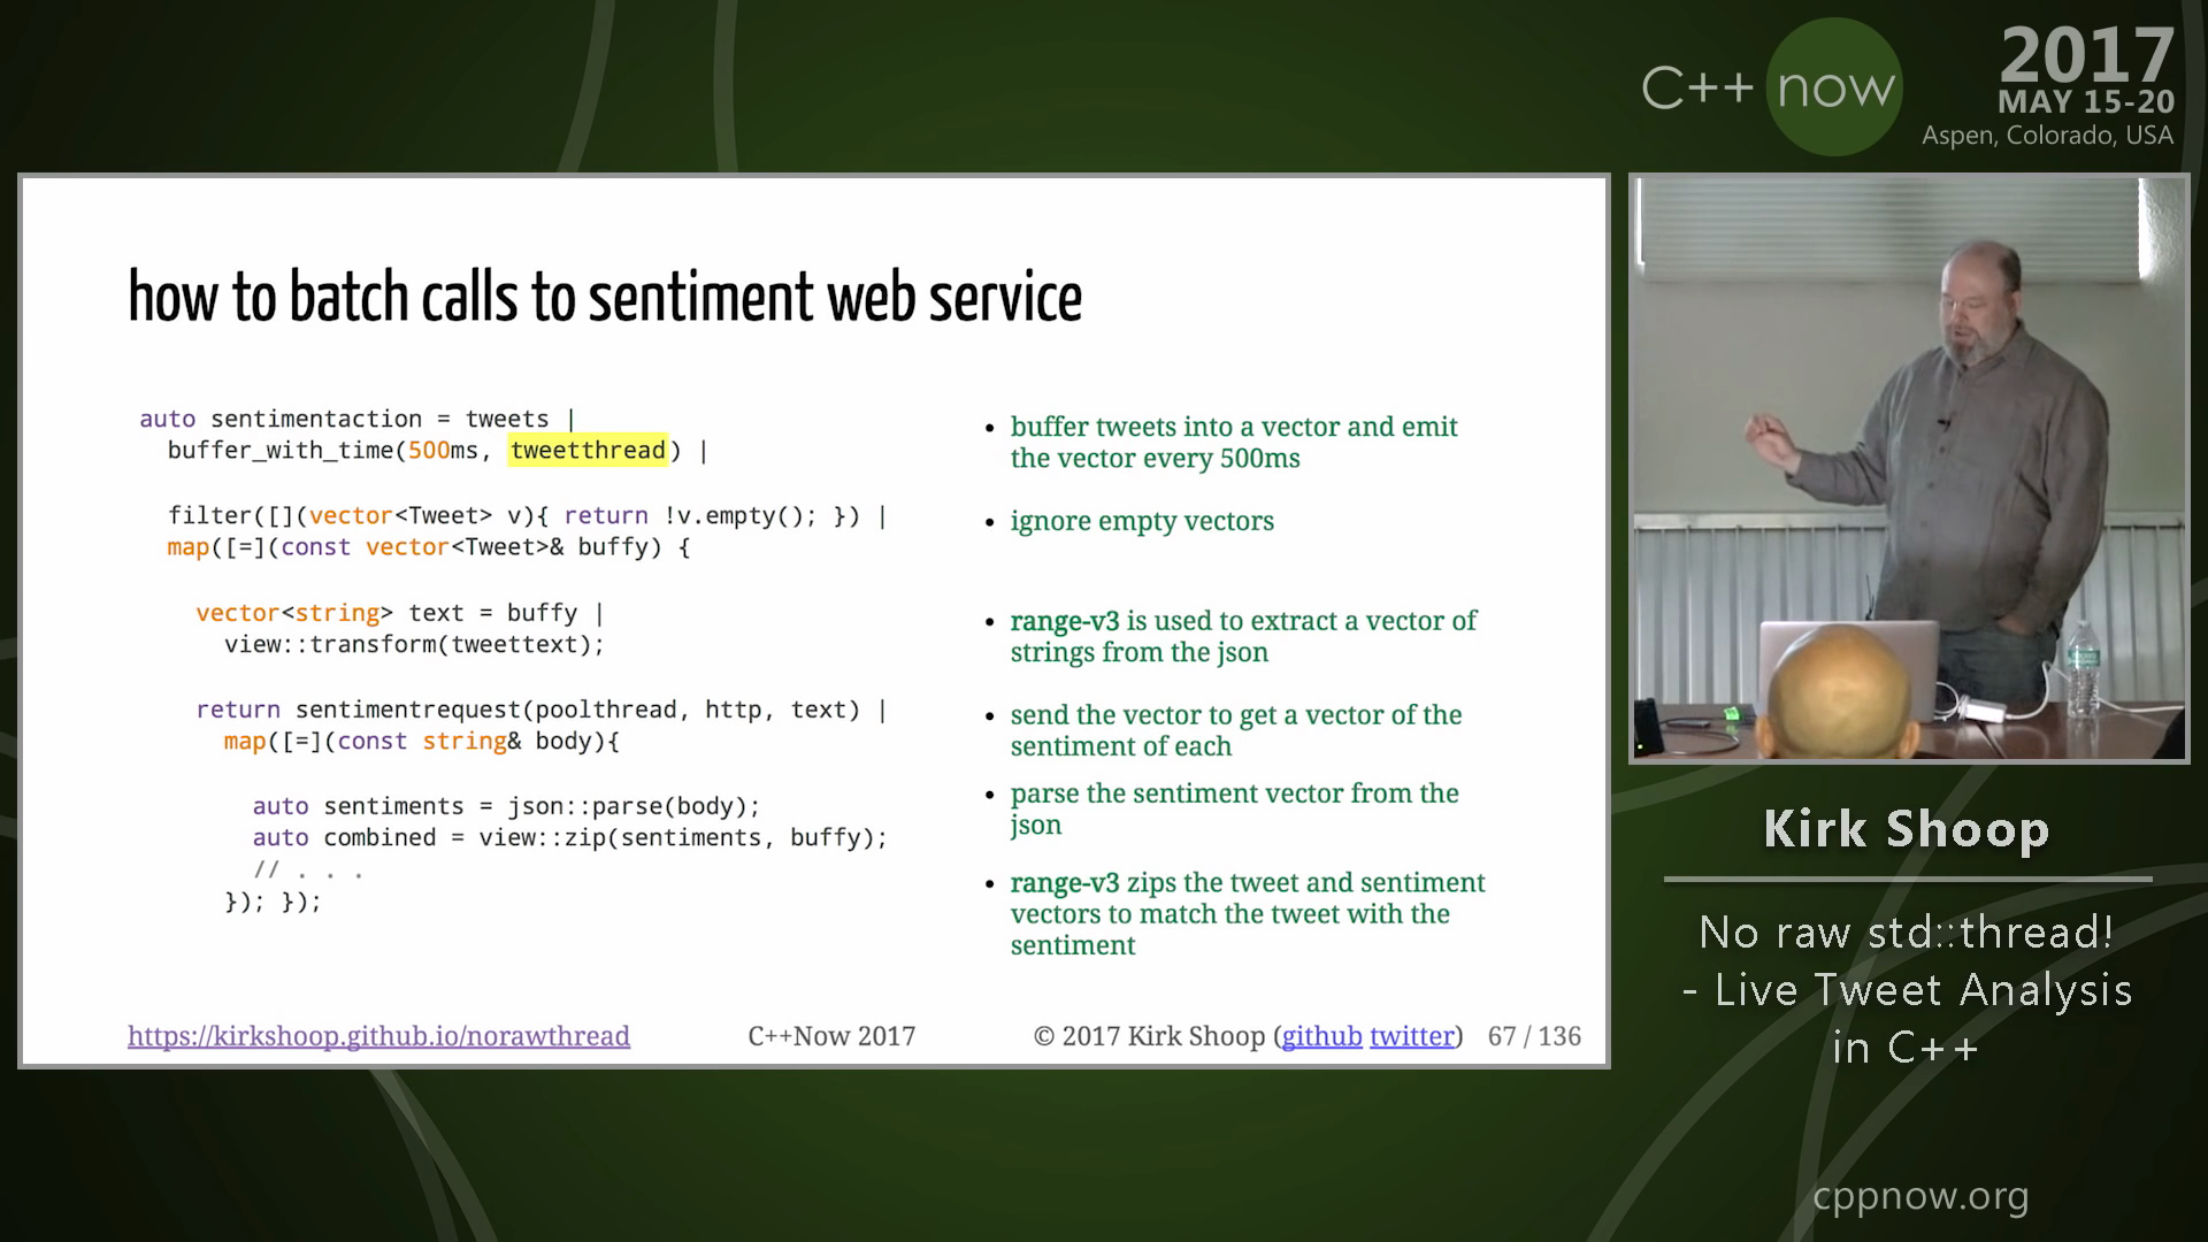 C++ now
2017
MAY 15-20
Aspen, Colorado, USA
how to batch calls to sentiment web service
auto sentimentaction = tweets |
buffer_with_time(500ms, tweetthread) |
filter([](vector<Tweet> v){ return !v.empty(); }) |
map([=](const vector<Tweet>& buffy) {
vector<string> text = buffy |
view::transform(tweettext);
return sentimentrequest(poolthread, http, text) |
map([=](const string& body){
auto sentiments = json::parse(body);
auto combined = view::zip(sentiments, buffy);
// . . .
}); });
• buffer tweets into a vector and emit
the vector every 500ms
• ignore empty vectors
• range-v3 is used to extract a vector of
strings from the json
• send the vector to get a vector of the
sentiment of each
• parse the sentiment vector from the
json
• range-v3 zips the tweet and sentiment
vectors to match the tweet with the
sentiment
https://kirkshoop.github.io/norawthread C++Now 2017 © 2017 Kirk Shoop (github twitter) 67 / 136
Kirk Shoop
No raw std::thread!
- Live Tweet Analysis
in C++
cppnow.org